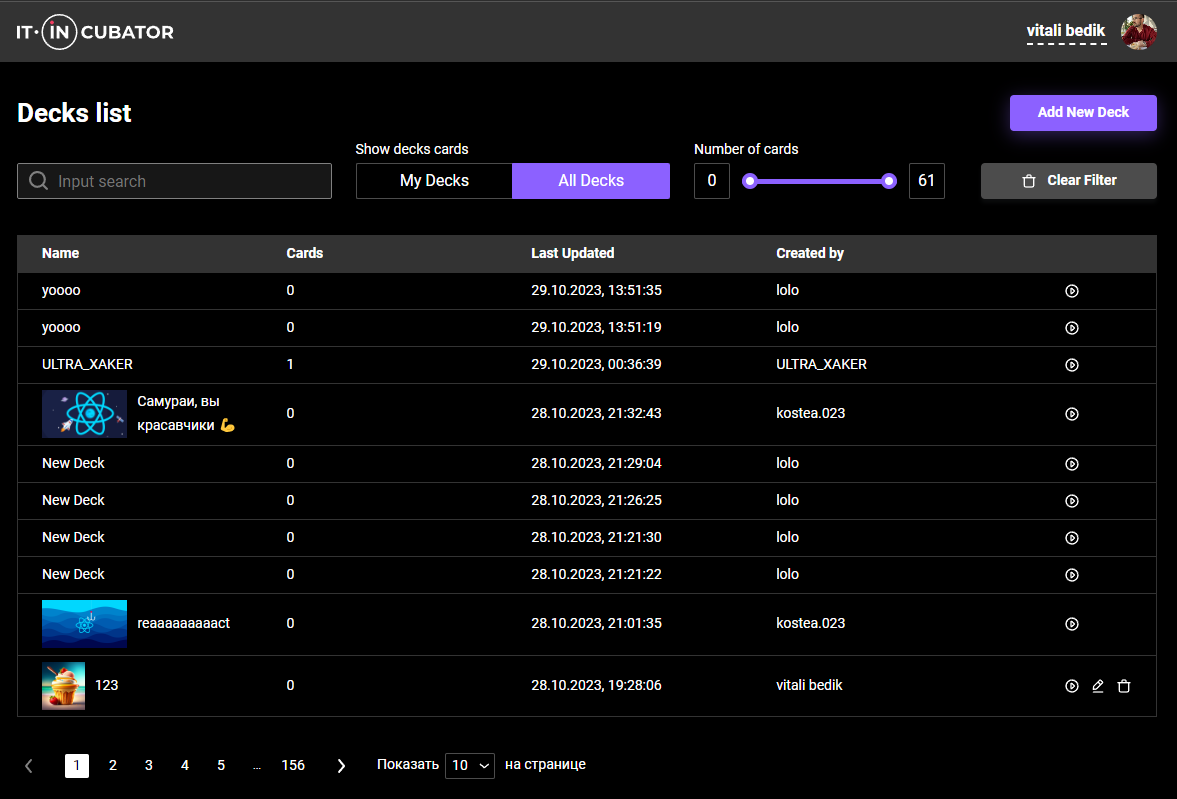 IT·INCUBATOR
vitali bedik
Decks list
Add New Deck
Show decks cards
Number of cards
Input search
My Decks
All Decks
0
61
Clear Filter
Name Cards Last Updated Created by
yoooo 0 29.10.2023, 13:51:35 lolo
yoooo 0 29.10.2023, 13:51:19 lolo
ULTRA_XAKER 1 29.10.2023, 00:36:39 ULTRA_XAKER
Самураи, вы
красавчики 💪 0 28.10.2023, 21:32:43 kostea.023
New Deck 0 28.10.2023, 21:29:04 lolo
New Deck 0 28.10.2023, 21:26:25 lolo
New Deck 0 28.10.2023, 21:21:30 lolo
New Deck 0 28.10.2023, 21:21:22 lolo
reaaaaaaaaact 0 28.10.2023, 21:01:35 kostea.023
123 0 28.10.2023, 19:28:06 vitali bedik
1 2 3 4 5 ... 156 Показать 10 на странице